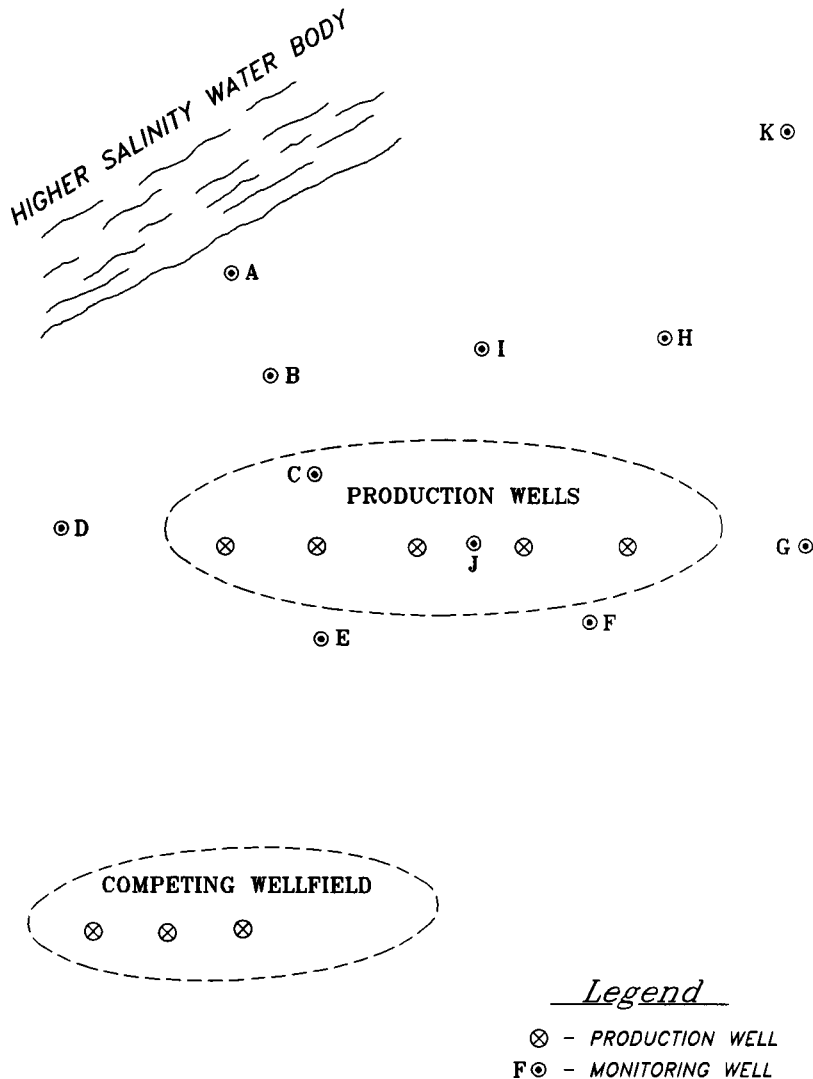 HIGHER SALINITY WATER BODY
K
A
I
H
B
C
PRODUCTION WELLS
D
J
G
F
E
COMPETING WELLFIELD
Legend
- PRODUCTION WELL
F - MONITORING WELL